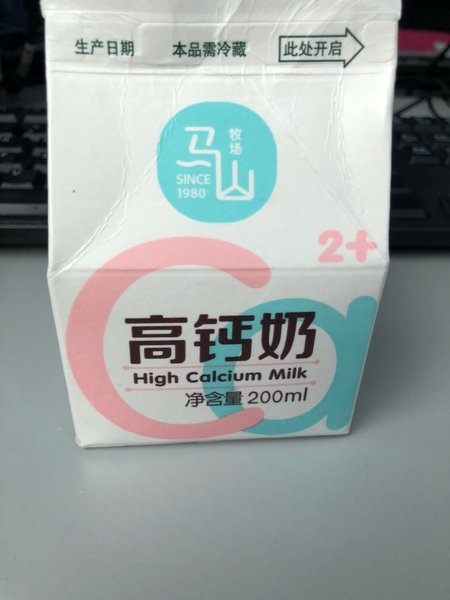 生产日期 本品需冷藏 此处开启
马山
牧场
SINCE
1980
Ca
2+
高钙奶
High Calcium Milk
净含量 200ml